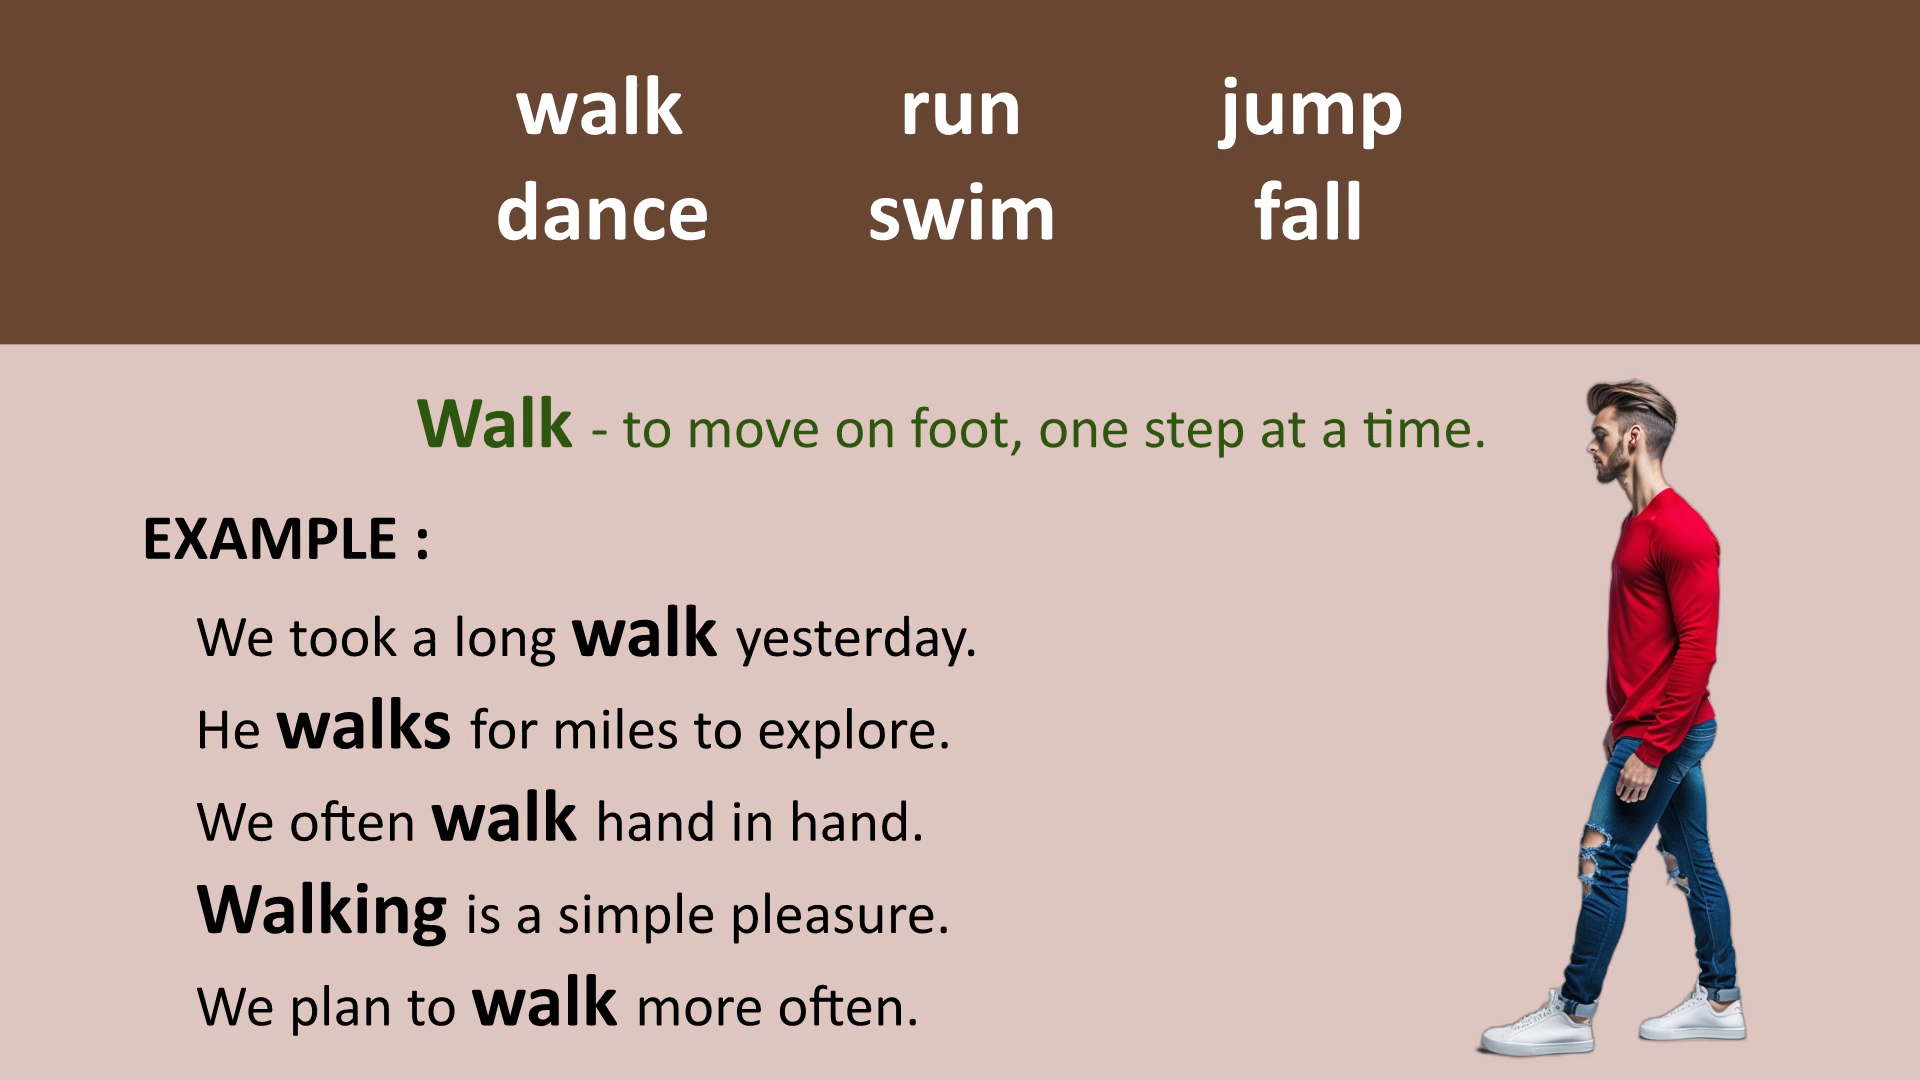 walk run jump
dance swim fall
Walk - to move on foot, one step at a time.
EXAMPLE :
We took a long walk yesterday.
He walks for miles to explore.
We often walk hand in hand.
Walking is a simple pleasure.
We plan to walk more often.